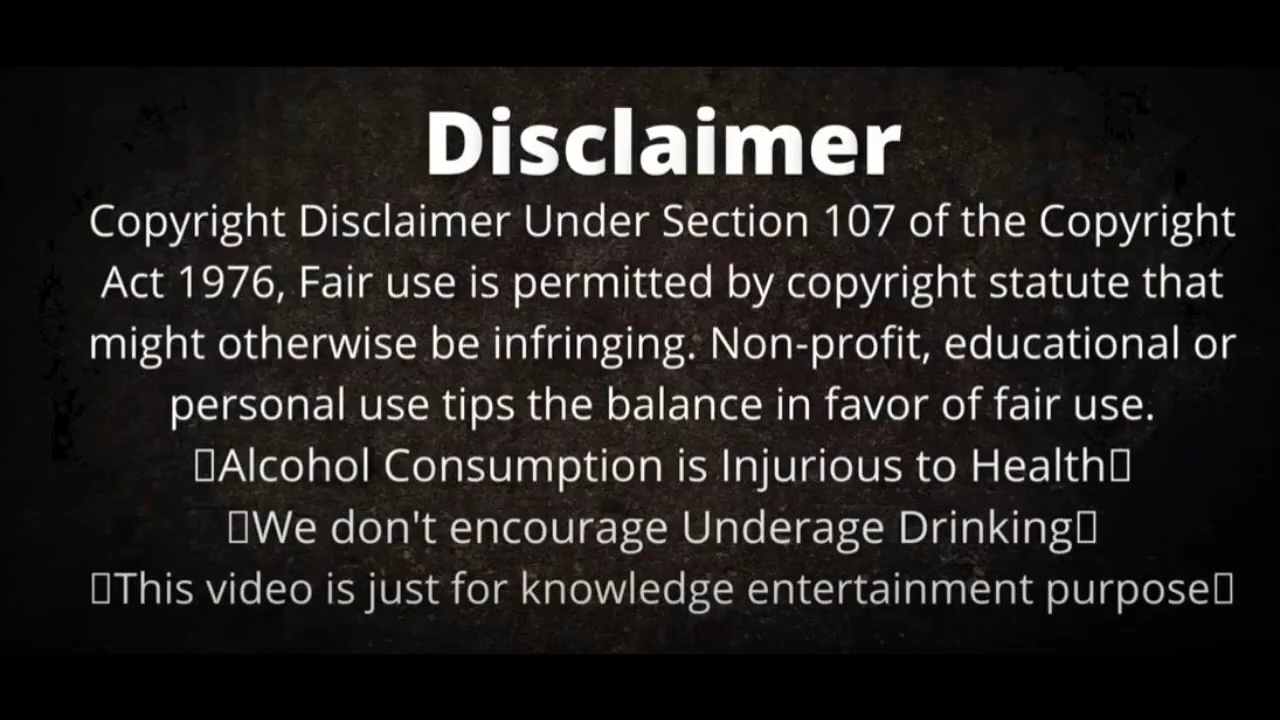 Disclaimer
Copyright Disclaimer Under Section 107 of the Copyright
Act 1976, Fair use is permitted by copyright statute that
might otherwise be infringing. Non-profit, educational or
personal use tips the balance in favor of fair use.
▯Alcohol Consumption is Injurious to Health▯
▯We don't encourage Underage Drinking▯
▯This video is just for knowledge entertainment purpose▯